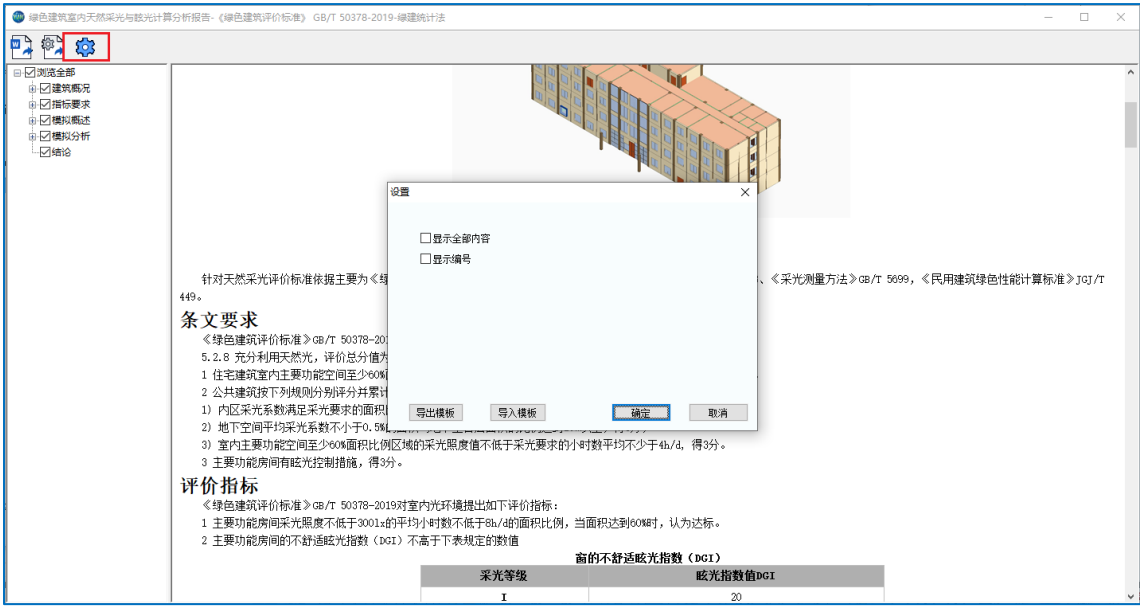 绿色建筑室内天然采光与眩光计算分析报告-《绿色建筑评价标准》 GB/T 50378-2019-绿建统计法
浏览全部
建筑概况
指标要求
模拟概述
模拟分析
结论
设置
显示全部内容
显示编号
导出模板 导入模板 确定 取消
针对天然采光评价标准依据主要为《绿 、《采光测量方法》GB/T 5699，《民用建筑绿色性能计算标准》JGJ/T
449。
条文要求
《绿色建筑评价标准》GB/T 50378-201
5.2.8 充分利用天然光，评价总分值为
1 住宅建筑室内主要功能空间至少60%面
2 公共建筑按下列规则分别评分并累计
1) 内区采光系数满足采光要求的面积
2) 地下空间平均采光系数不小于0.5%的
3) 室内主要功能空间至少60%面积比例区域的采光照度值不低于采光要求的小时数平均不少于4h/d，得3分。
3 主要功能房间有眩光控制措施，得3分。
评价指标
《绿色建筑评价标准》GB/T 50378-2019对室内光环境提出如下评价指标：
1 主要功能房间采光照度不低于300lx的平均小时数不低于8h/d的面积比例，当面积达到60%时，认为达标。
2 主要功能房间的不舒适眩光指数（DGI）不高于下表规定的数值
窗的不舒适眩光指数（DGI）
采光等级 眩光指数值DGI
I 20